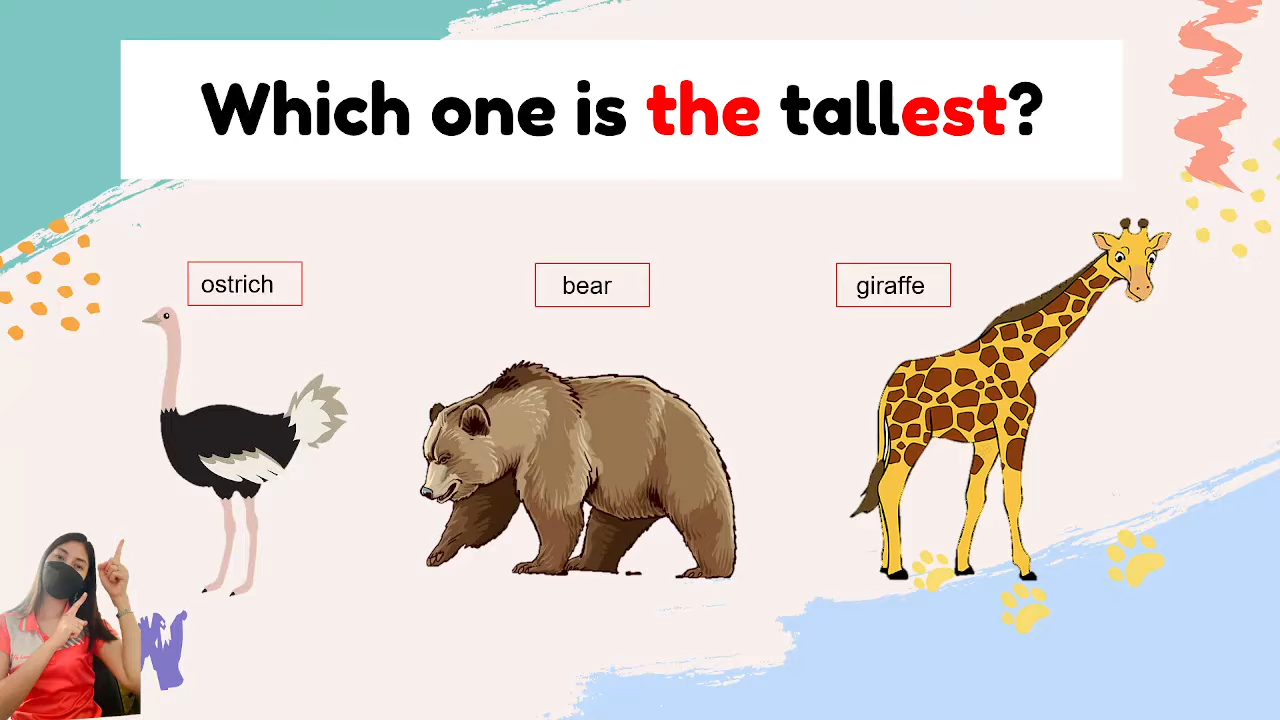 Which one is the tallest?
ostrich
bear
giraffe